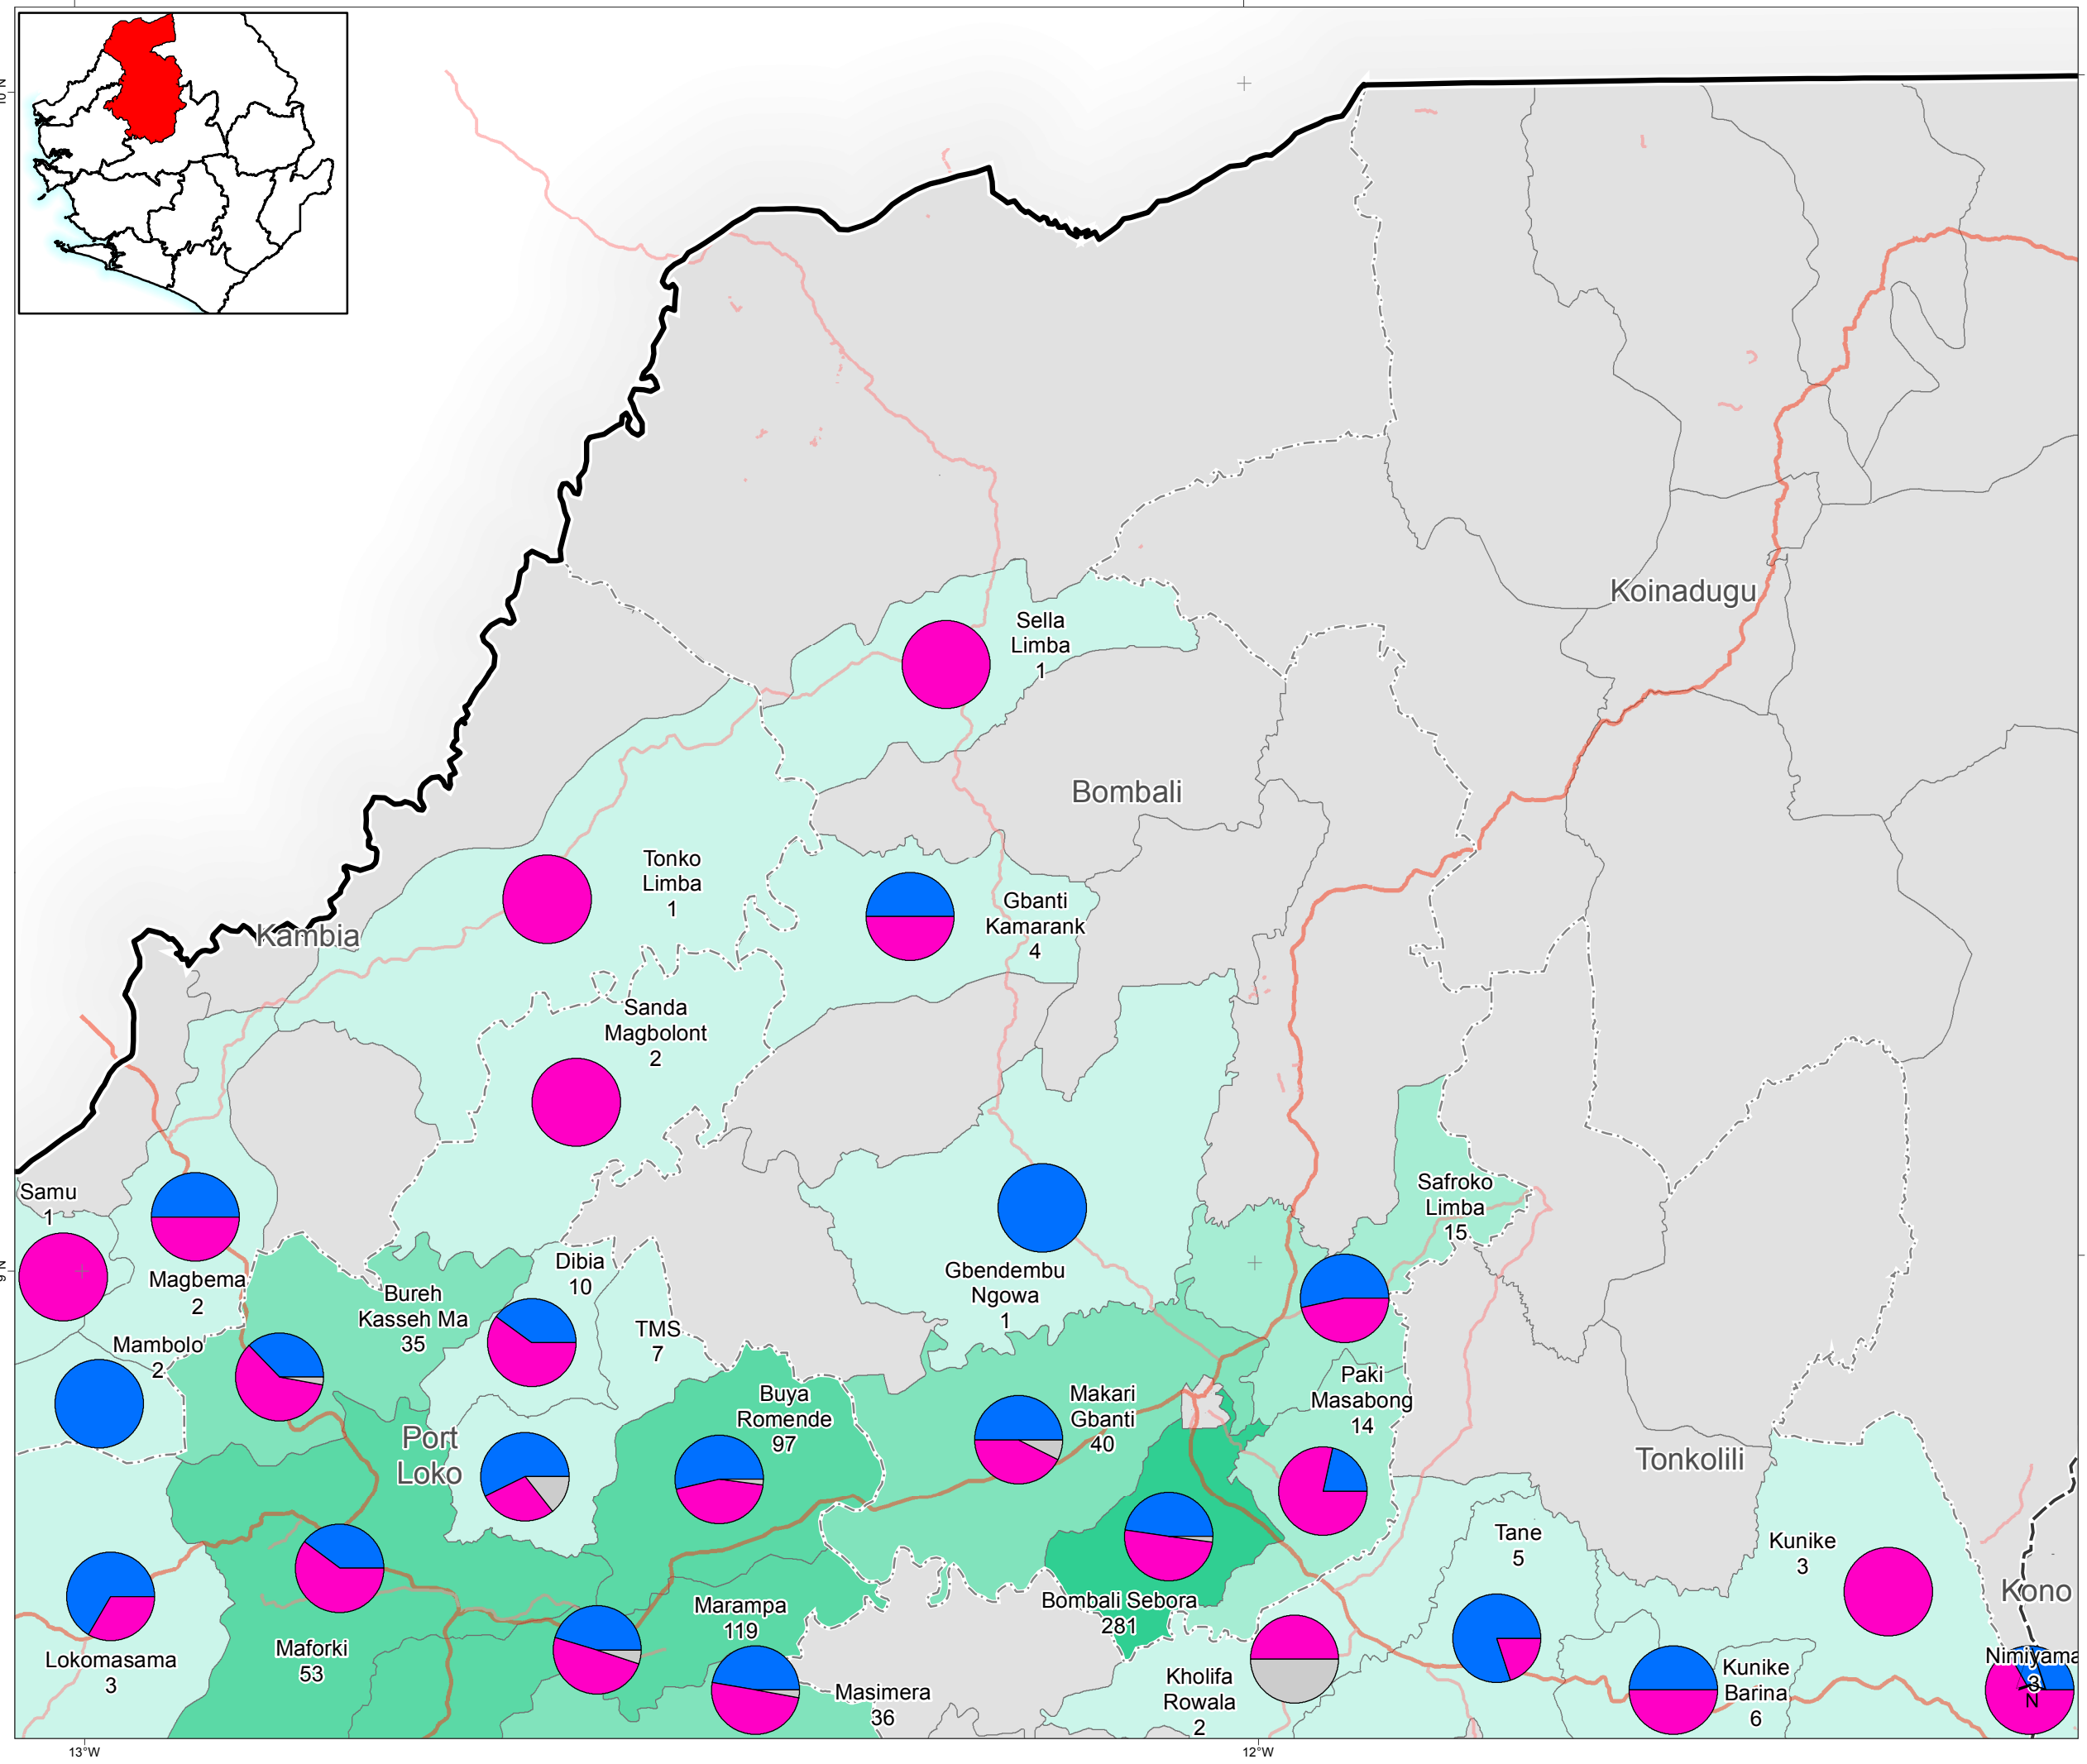 10°N
Koinadugu
Sella
Limba
1
Bombali
Tonko
Limba
1
Gbanti
Kamarank
4
Kambia
Sanda
Magbolont
2
Samu
1
Safroko
Limba
15
Magbema
2
Dibia
10
Gbendembu
Ngowa
1
9°N
Bureh
Kasseh Ma
35
TMS
7
Mambolo
2
Paki
Masabong
14
Buya
Romende
97
Makari
Gbanti
40
Port
Loko
Tonkolili
Tane
5
Kunike
3
Kono
Bombali Sebora
281
Marampa
119
Maforki
53
Lokomasama
3
Kholifa
Rowala
2
Masimera
36
Kunike
Barina
6
Nimiyama
3
N
13°W
12°W